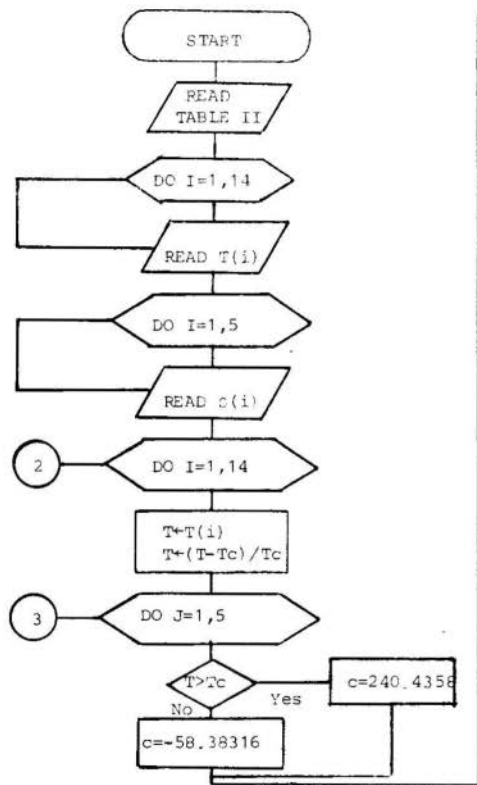 START
READ
TABLE II
DO I=1,14
READ T(i)
DO I=1,5
READ c(i)
2
DO I=1,14
T←T(i)
T←(T-Tc)/Tc
3
DO J=1,5
T>Tc
Yes
c=240.4358
No
c=-58.38316